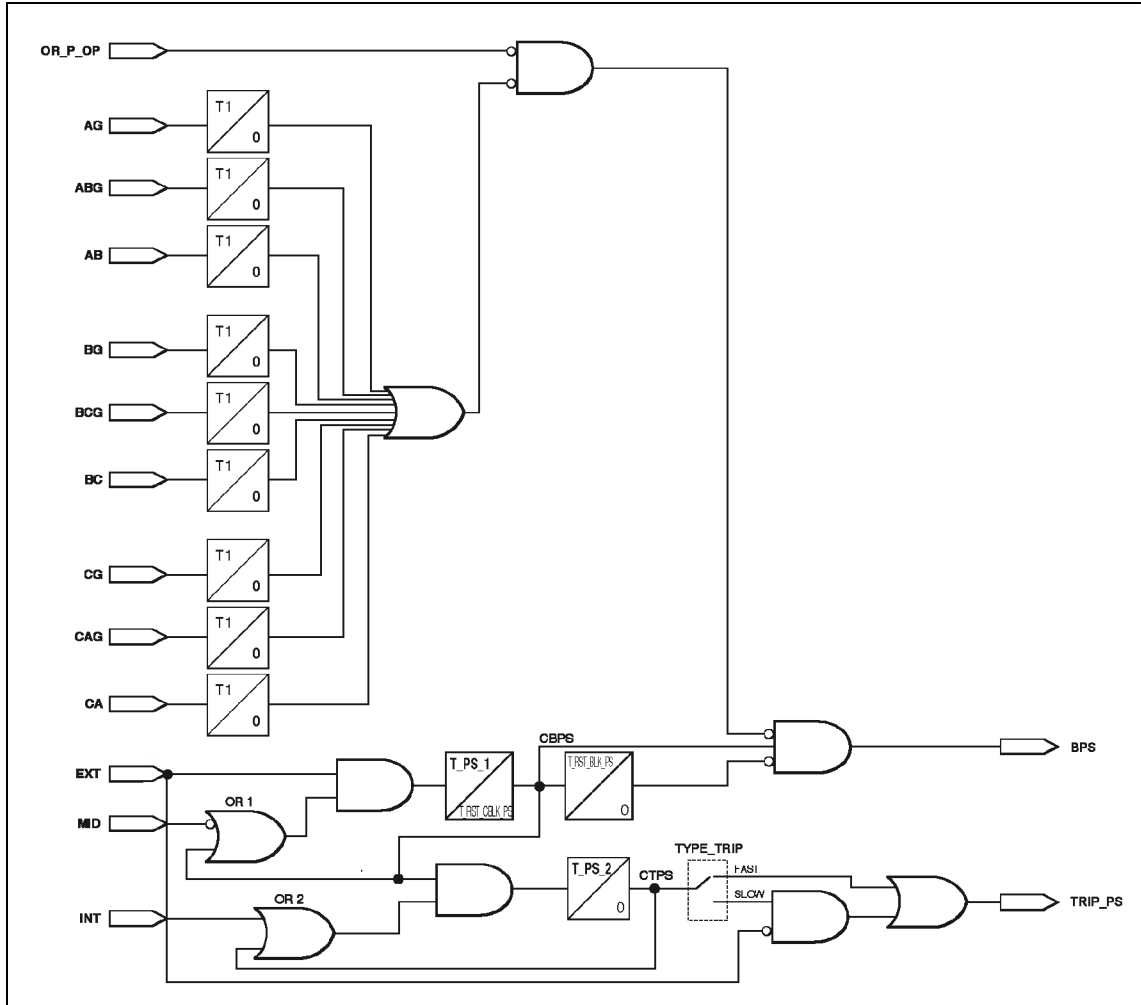 OR_P_OP
AG
T1
0
ABG
T1
0
AB
T1
0
BG
T1
0
BCG
T1
0
BC
T1
0
CG
T1
0
CAG
T1
0
CA
T1
0
CBPS
BPS
EXT
T_PS_1
T_RST_CBLK_PS
T_RST_BLK_PS
0
OR 1
MID
TYPE_TRIP
T_PS_2
0
CTPS
FAST
SLOW
OR 2
INT
TRIP_PS